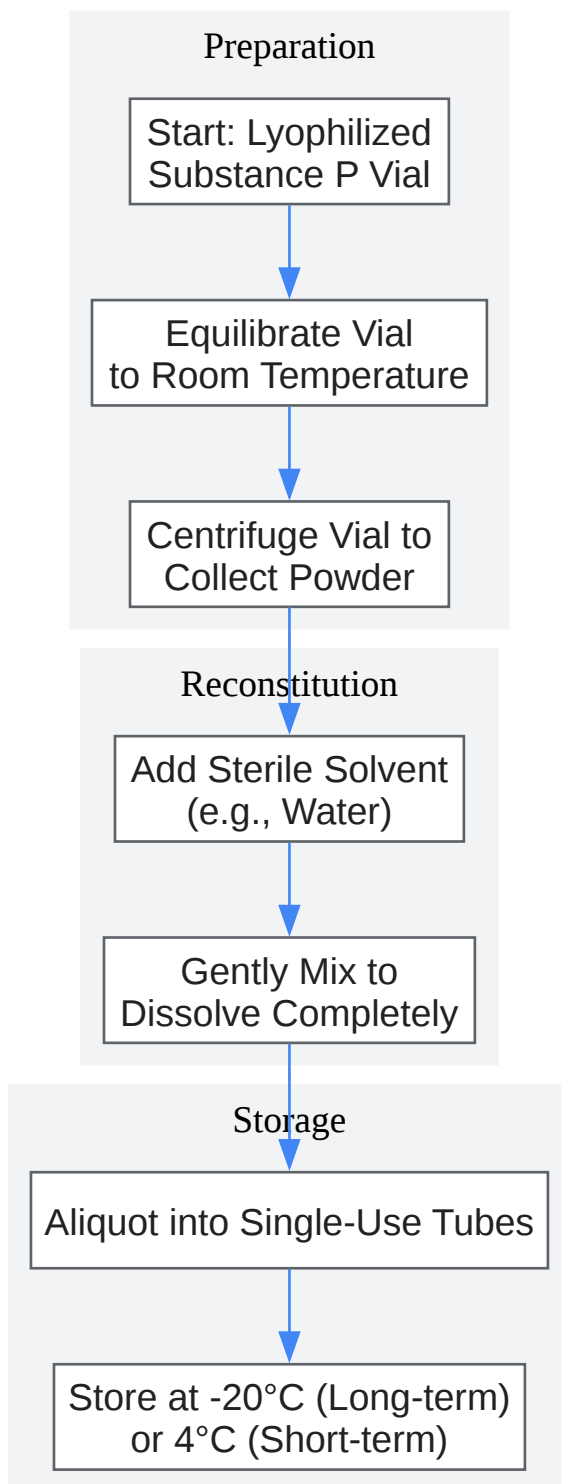 Preparation
Start: Lyophilized
Substance P Vial
Equilibrate Vial
to Room Temperature
Centrifuge Vial to
Collect Powder
Reconstitution
Add Sterile Solvent
(e.g., Water)
Gently Mix to
Dissolve Completely
Storage
Aliquot into Single-Use Tubes
Store at -20°C (Long-term)
or 4°C (Short-term)